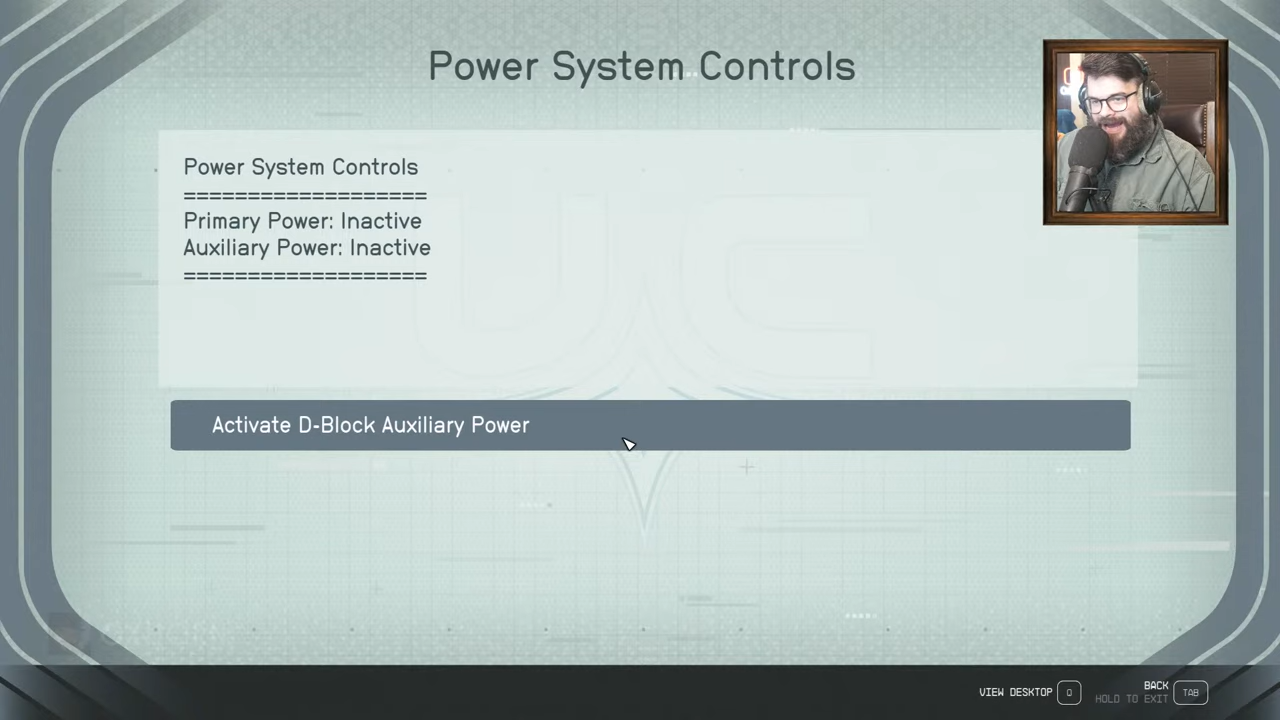 Power System Controls
Power System Controls
===================
Primary Power: Inactive
Auxiliary Power: Inactive
===================
Activate D-Block Auxiliary Power
VIEW DESKTOP Q
BACK
HOLD TO EXIT TAB